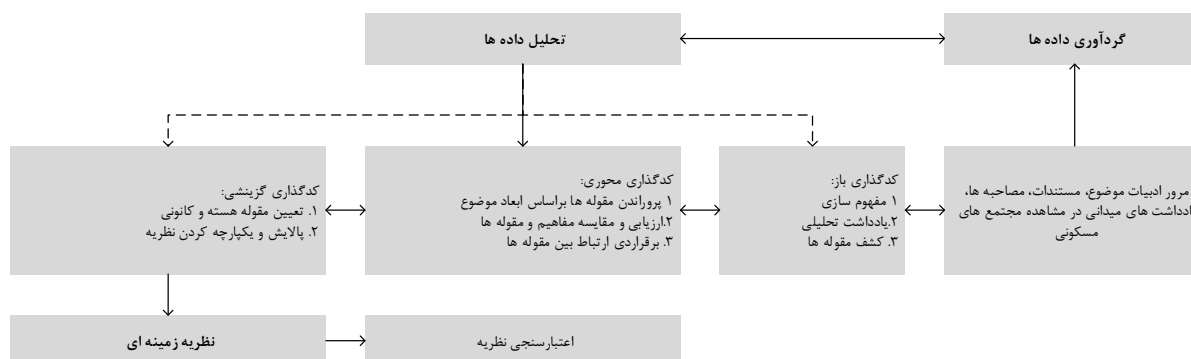 گردآوری داده ها
تحلیل داده ها
مرور ادبیات موضوع، مستندات، مصاحبه ها،
ادداشت های میدانی در مشاهده مجتمع های
مسکونی
کدگذاری باز:
۱ مفهوم سازی
۲.یادداشت تحلیلی
۳. کشف مقوله ها
کدگذاری محوری:
۱ پروراندن مقوله ها براساس ابعاد موضوع
۲.ارزیابی و مقایسه مفاهیم و مقوله ها
۳. برقراردی ارتباط بین مقوله ها
کدگذاری گزینشی:
۱. تعیین مقوله هسته و کانونی
۲. پالایش و یکپارچه کردن نظریه
نظریه زمینه ای
اعتبارسنجی نظریه